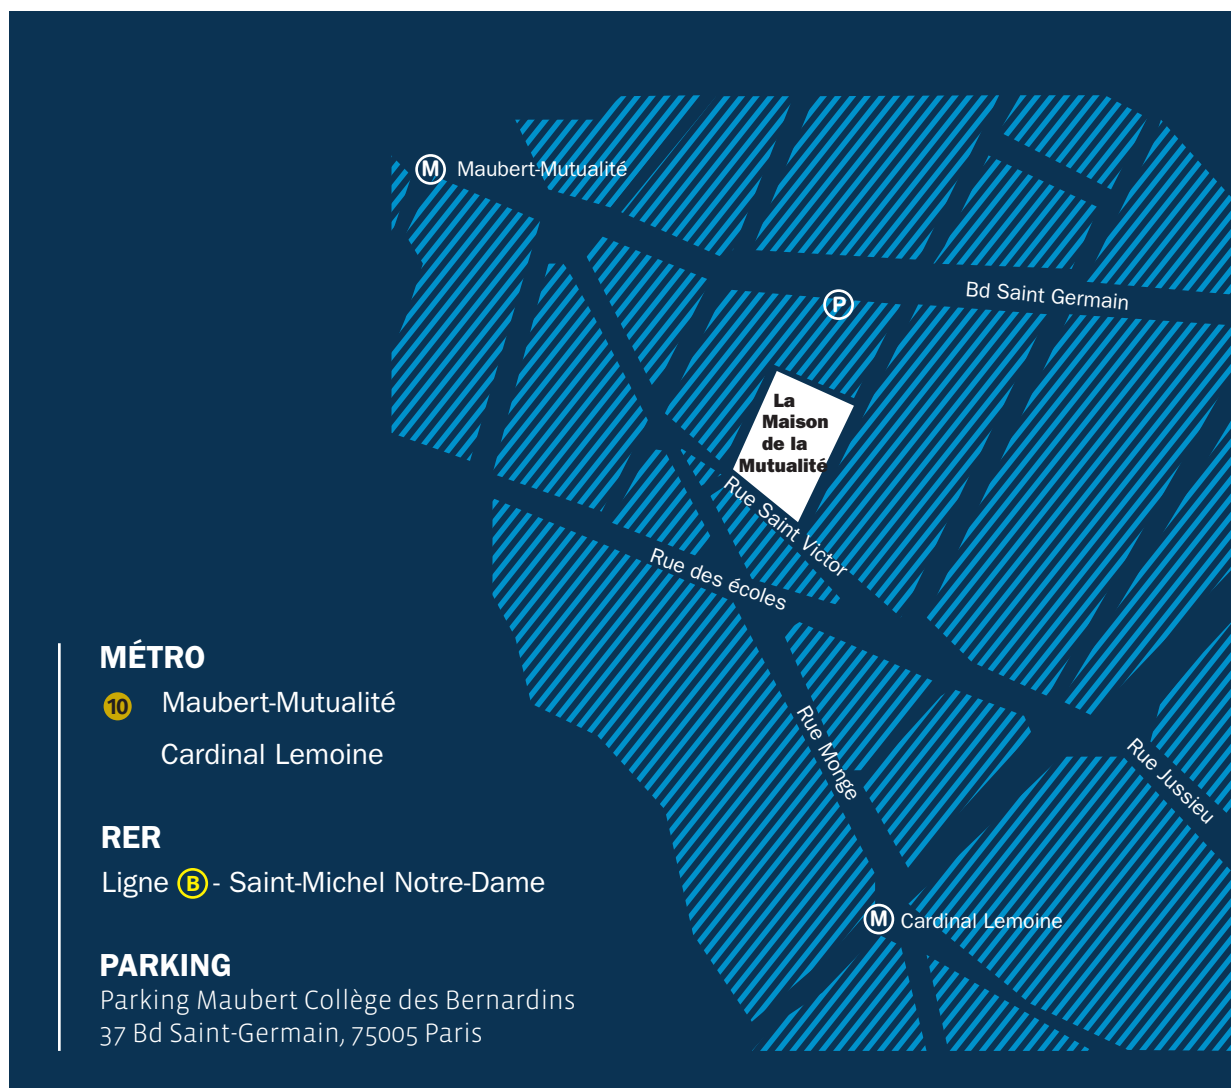 M Maubert-Mutualité
Bd Saint Germain
P
La
Maison
de la
Mutualité
Rue Saint Victor
Rue des écoles
MÉTRO
10 Maubert-Mutualité
Cardinal Lemoine
Rue Monge
Rue Jussieu
RER
Ligne B - Saint-Michel Notre-Dame
M Cardinal Lemoine
PARKING
Parking Maubert Collège des Bernardins
37 Bd Saint-Germain, 75005 Paris